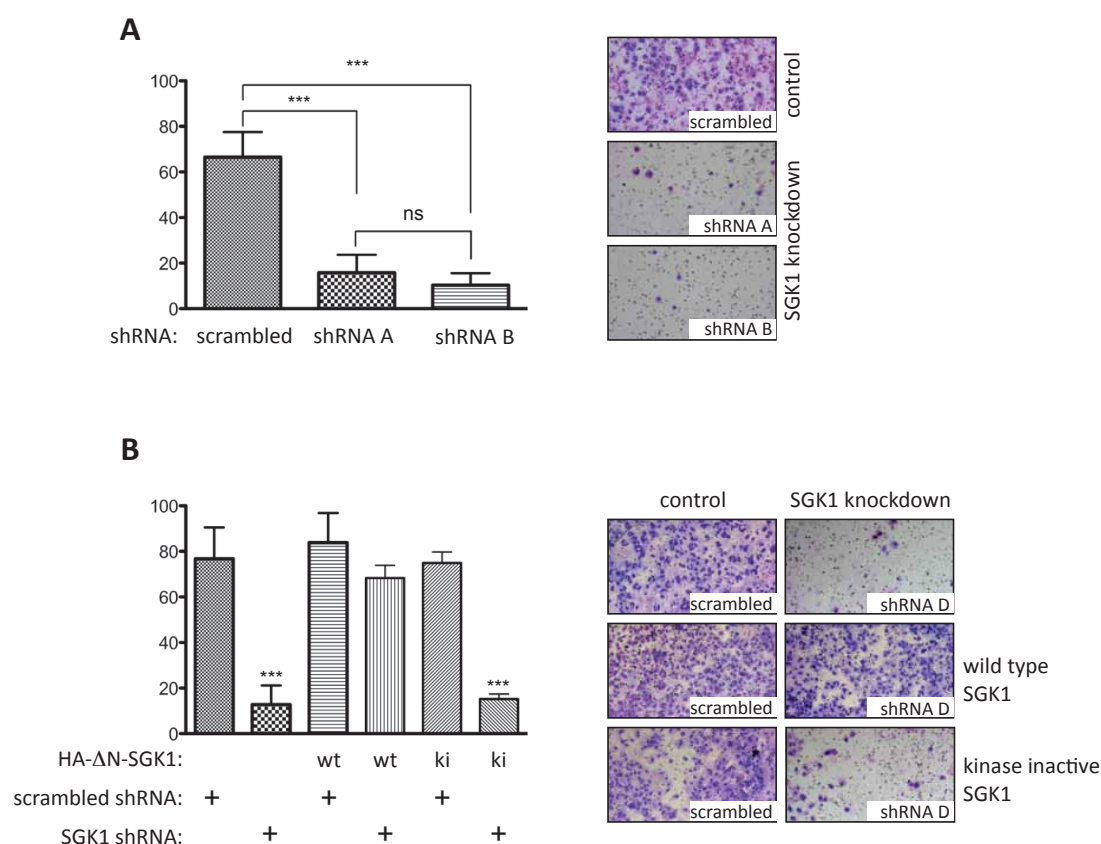 A
***
***
ns
100
80
60
40
20
0
shRNA: scrambled shRNA A shRNA B
scrambled
shRNA A
shRNA B
control
SGK1 knockdown
B
100
80
60
40
20
0
***
***
HA-ΔN-SGK1: wt wt ki ki
scrambled shRNA: + + +
SGK1 shRNA: + + +
control SGK1 knockdown
scrambled shRNA D
scrambled shRNA D
wild type
SGK1
scrambled shRNA D
kinase inactive
SGK1